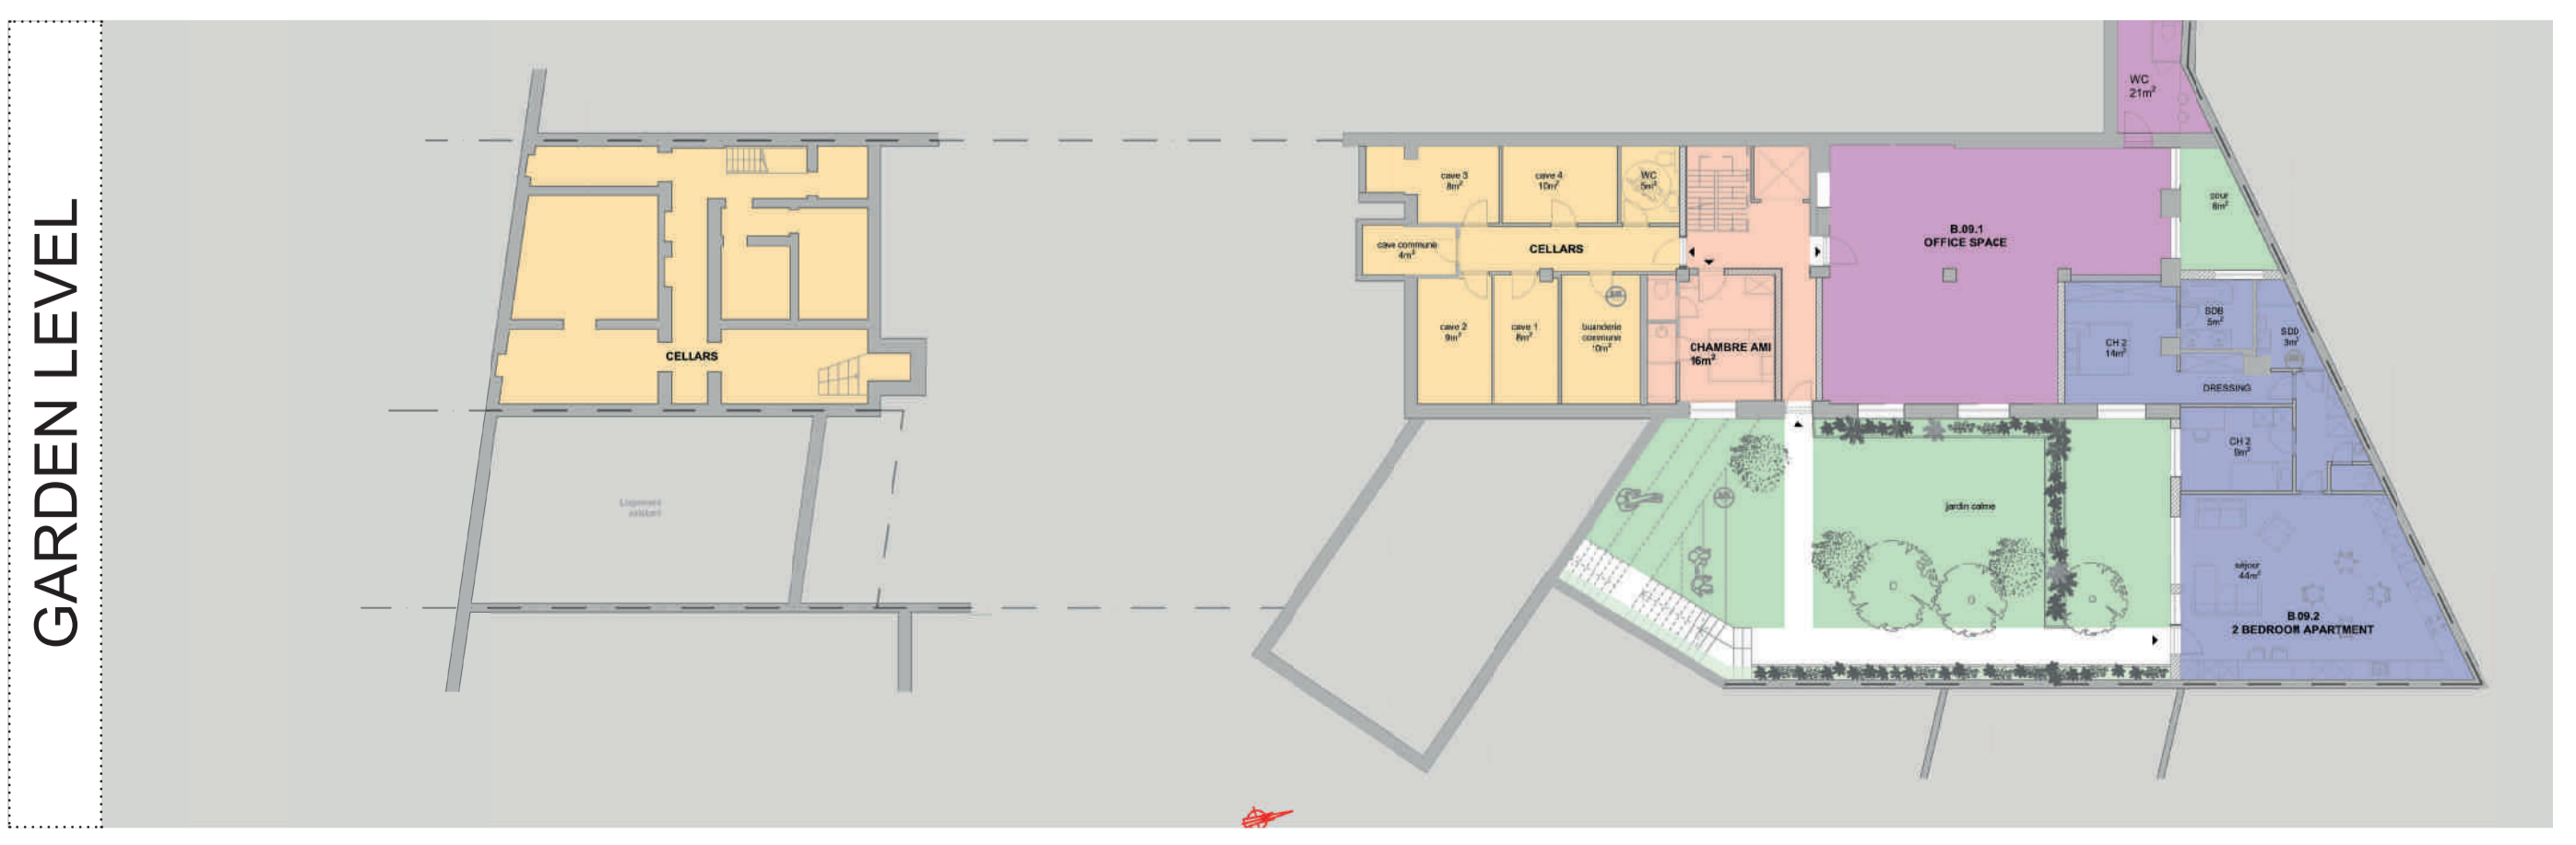 GARDEN LEVEL
CELLARS
Logement
existant
cave 3
8m²
cave 4
10m²
WC
5m²
cave commune
4m²
CELLARS
cave 2
9m²
cave 1
8m²
buanderie
commune
10m²
CHAMBRE AMI
16m²
WC
21m²
B.09.1
OFFICE SPACE
cour
8m²
SDB
5m²
SDD
3m²
CH 2
14m²
DRESSING
CH 2
9m²
jardin calme
séjour
44m²
B.09.2
2 BEDROOM APARTMENT